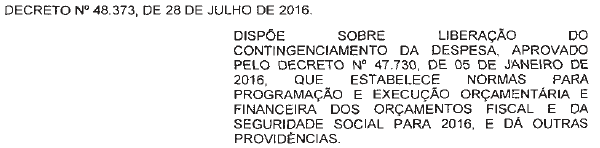 DECRETO Nº 48.373, DE 28 DE JULHO DE 2016.
DISPÕE SOBRE LIBERAÇÃO DO
CONTINGENCIAMENTO DA DESPESA, APROVADO
PELO DECRETO Nº 47.730, DE 05 DE JANEIRO DE
2016, QUE ESTABELECE NORMAS PARA
PROGRAMAÇÃO E EXECUÇÃO ORÇAMENTÁRIA E
FINANCEIRA DOS ORÇAMENTOS FISCAL E DA
SEGURIDADE SOCIAL PARA 2016, E DÁ OUTRAS
PROVIDÊNCIAS.